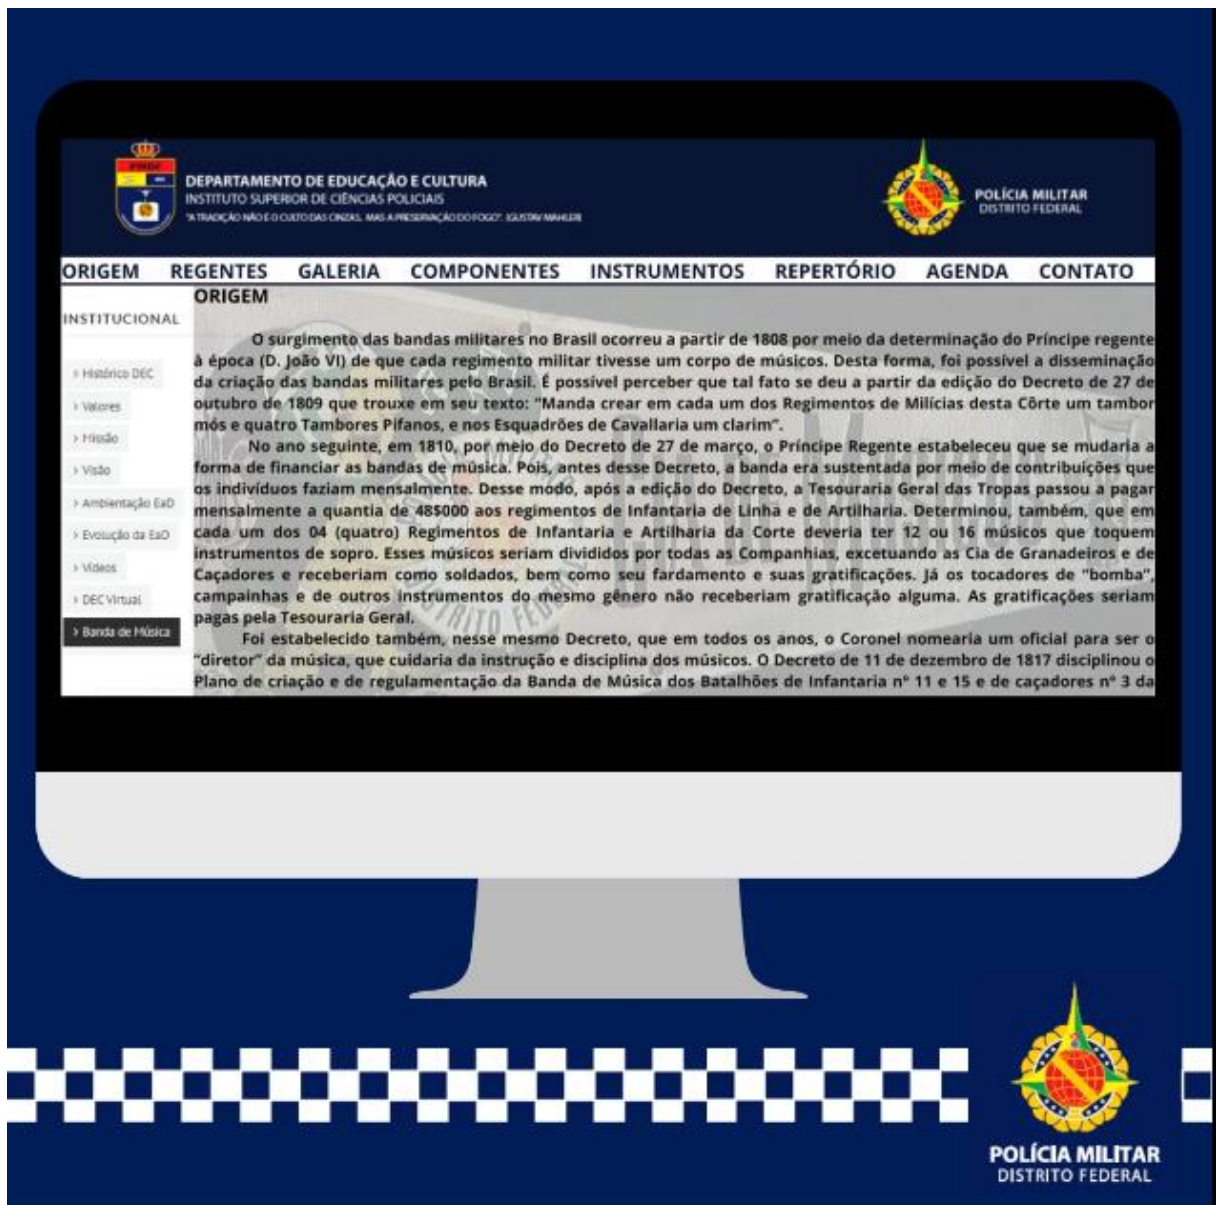 DEPARTAMENTO DE EDUCAÇÃO E CULTURA
INSTITUTO SUPERIOR DE CIÊNCIAS POLICIAIS
"A TRADIÇÃO NÃO É O CULTO DAS CINZAS. MAS A PRESERVAÇÃO DO FOGO". (GUSTAV MAHLER)
POLÍCIA MILITAR
DISTRITO FEDERAL
ORIGEM REGENTES GALERIA COMPONENTES INSTRUMENTOS REPERTÓRIO AGENDA CONTATO
INSTITUCIONAL
> Histórico DEC
> Valores
> Missão
> Visão
> Ambientação EaD
> Evolução da EaD
> Vídeos
> DEC Virtual
> Banda de Música
ORIGEM
O surgimento das bandas militares no Brasil ocorreu a partir de 1808 por meio da determinação do Príncipe regente
à época (D. João VI) de que cada regimento militar tivesse um corpo de músicos. Desta forma, foi possível a disseminação
da criação das bandas militares pelo Brasil. É possível perceber que tal fato se deu a partir da edição do Decreto de 27 de
outubro de 1809 que trouxe em seu texto: “Manda crear em cada um dos Regimentos de Milícias desta Côrte um tambor
mós e quatro Tambores Pifanos, e nos Esquadrões de Cavallaria um clarim”.
No ano seguinte, em 1810, por meio do Decreto de 27 de março, o Príncipe Regente estabeleceu que se mudaria a
forma de financiar as bandas de música. Pois, antes desse Decreto, a banda era sustentada por meio de contribuições que
os indivíduos faziam mensalmente. Desse modo, após a edição do Decreto, a Tesouraria Geral das Tropas passou a pagar
mensalmente a quantia de 48$000 aos regimentos de Infantaria de Linha e de Artilharia. Determinou, também, que em
cada um dos 04 (quatro) Regimentos de Infantaria e Artilharia da Corte deveria ter 12 ou 16 músicos que toquem
instrumentos de sopro. Esses músicos seriam divididos por todas as Companhias, excetuando as Cia de Granadeiros e de
Caçadores e receberiam como soldados, bem como seu fardamento e suas gratificações. Já os tocadores de "bomba",
campainhas e de outros instrumentos do mesmo gênero não receberiam gratificação alguma. As gratificações seriam
pagas pela Tesouraria Geral.
Foi estabelecido também, nesse mesmo Decreto, que em todos os anos, o Coronel nomearia um oficial para ser o
“diretor” da música, que cuidaria da instrução e disciplina dos músicos. O Decreto de 11 de dezembro de 1817 disciplinou o
Plano de criação e de regulamentação da Banda de Música dos Batalhões de Infantaria nº 11 e 15 e de caçadores nº 3 da
POLÍCIA MILITAR
DISTRITO FEDERAL